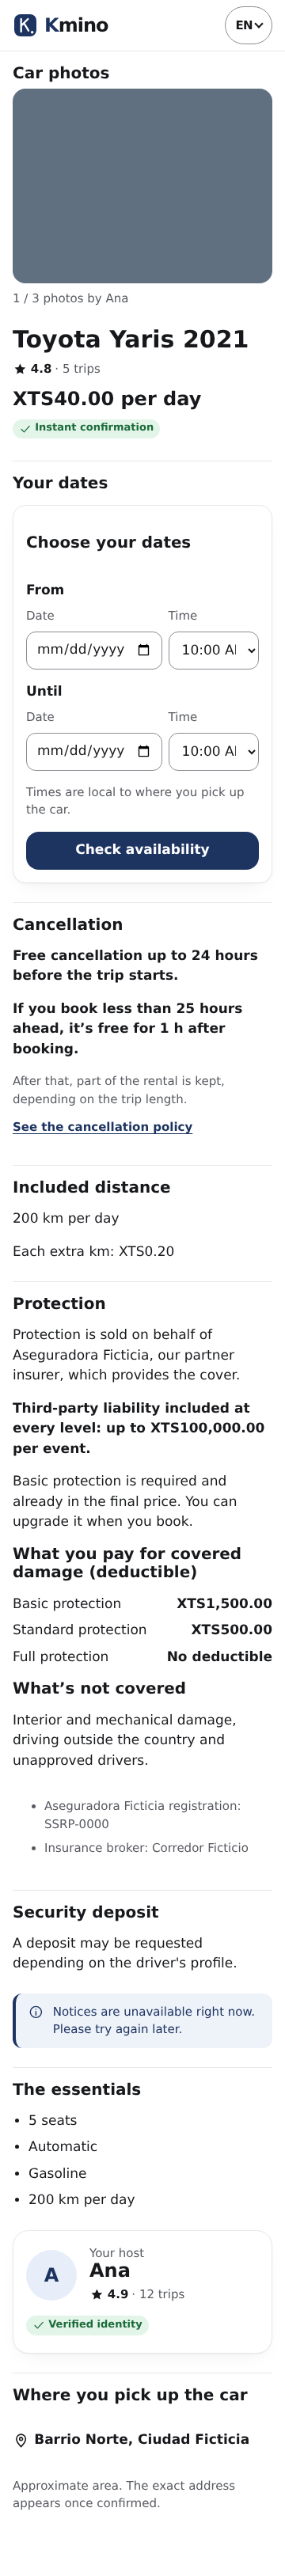 Kmino
EN
Car photos
1 / 3 photos by Ana
Toyota Yaris 2021
★ 4.8 · 5 trips
XTS40.00 per day
Instant confirmation
Your dates
Choose your dates
From
Date Time
mm/dd/yyyy 10:00
Until
Date Time
mm/dd/yyyy 10:00
Times are local to where you pick up
the car.
Check availability
Cancellation
Free cancellation up to 24 hours
before the trip starts.
If you book less than 25 hours
ahead, it’s free for 1 h after
booking.
After that, part of the rental is kept,
depending on the trip length.
See the cancellation policy
Included distance
200 km per day
Each extra km: XTS0.20
Protection
Protection is sold on behalf of
Aseguradora Ficticia, our partner
insurer, which provides the cover.
Third-party liability included at
every level: up to XTS100,000.00
per event.
Basic protection is required and
already in the final price. You can
upgrade it when you book.
What you pay for covered
damage (deductible)
Basic protection XTS1,500.00
Standard protection XTS500.00
Full protection No deductible
What’s not covered
Interior and mechanical damage,
driving outside the country and
unapproved drivers.
• Aseguradora Ficticia registration:
SSRP-0000
• Insurance broker: Corredor Ficticio
Security deposit
A deposit may be requested
depending on the driver's profile.
Notices are unavailable right now.
Please try again later.
The essentials
• 5 seats
• Automatic
• Gasoline
• 200 km per day
A
Your host
Ana
★ 4.9 · 12 trips
Verified identity
Where you pick up the car
Barrio Norte, Ciudad Ficticia
Approximate area. The exact address
appears once confirmed.